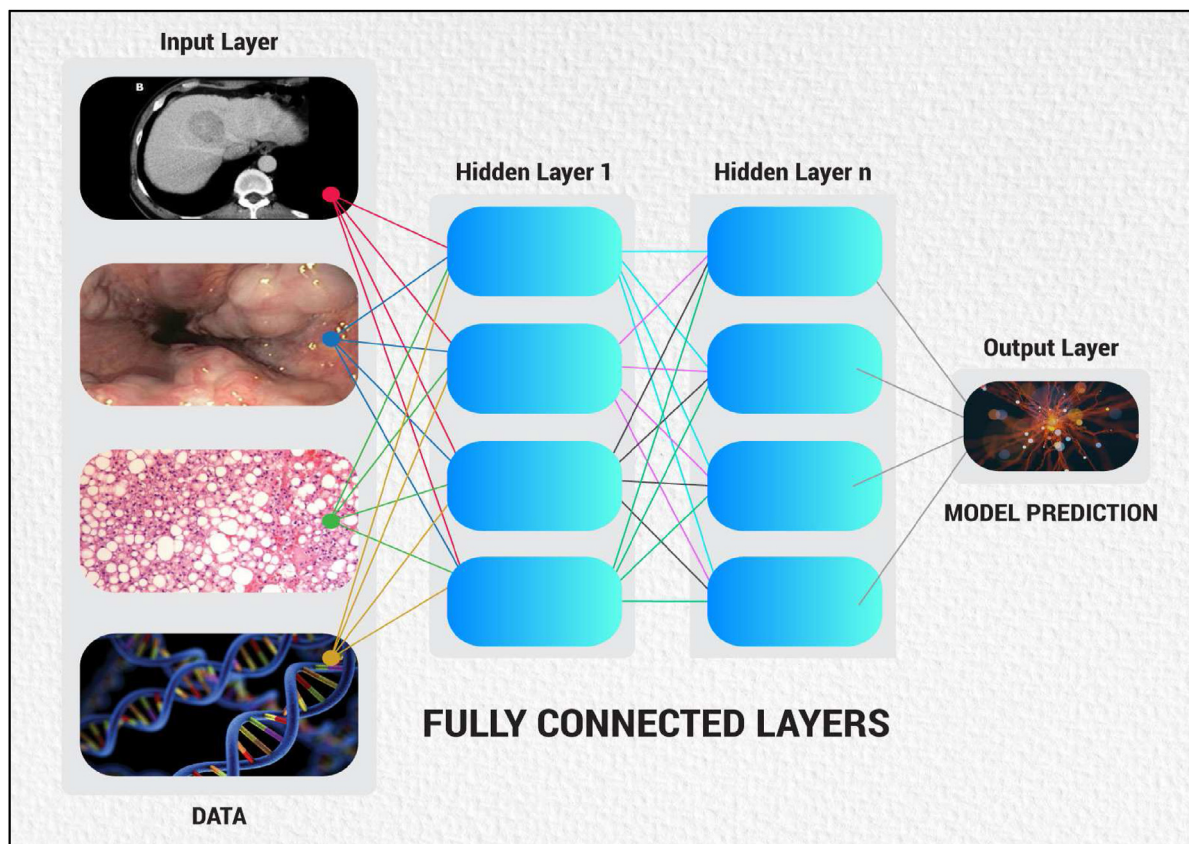 Input Layer
B
Hidden Layer 1
Hidden Layer n
Output Layer
MODEL PREDICTION
FULLY CONNECTED LAYERS
DATA